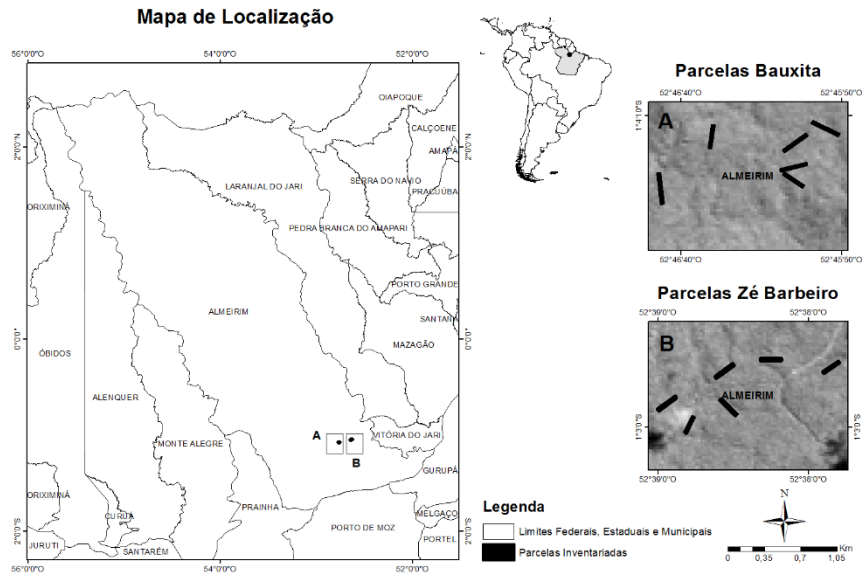 Mapa de Localização
56°0'0"O
54°0'0"O
52°0'0"O
OIAPOQUE
CALÇOENE
2°0'0"N
2°0'0"N
AMAPÁ
LARANJAL DO JARI
SERRA DO NAVIO
PRACUÚBA
ORIXIMINÁ
PEDRA BRANCA DO AMAPARI
PORTO GRANDE
ALMEIRIM
SANTANA
0°0'0"
0°0'0"
MAZAGÃO
ÓBIDOS
ALENQUER
A
B
VITÓRIA DO JARI
MONTE ALEGRE
GURUPÁ
ORIXIMINÁ
PRAINHA
CURUÁ
MELGAÇO
PORTO DE MOZ
2°0'0"S
2°0'0"S
JURUTI
SANTARÉM
PORTEL
56°0'0"O
54°0'0"O
52°0'0"O
Parcelas Bauxita
52°46'40"O
52°45'50"O
1°4'10"S
1°4'10"S
A
ALMEIRIM
52°46'40"O
52°45'50"O
Parcelas Zé Barbeiro
52°39'0"O
52°38'0"O
B
ALMEIRIM
1°3'0"S
1°3'0"S
52°39'0"O
52°38'0"O
Legenda
Limites Federais, Estaduais e Municipais
Parcelas Inventariadas
N
Km
0 0,35 0,7 1,05